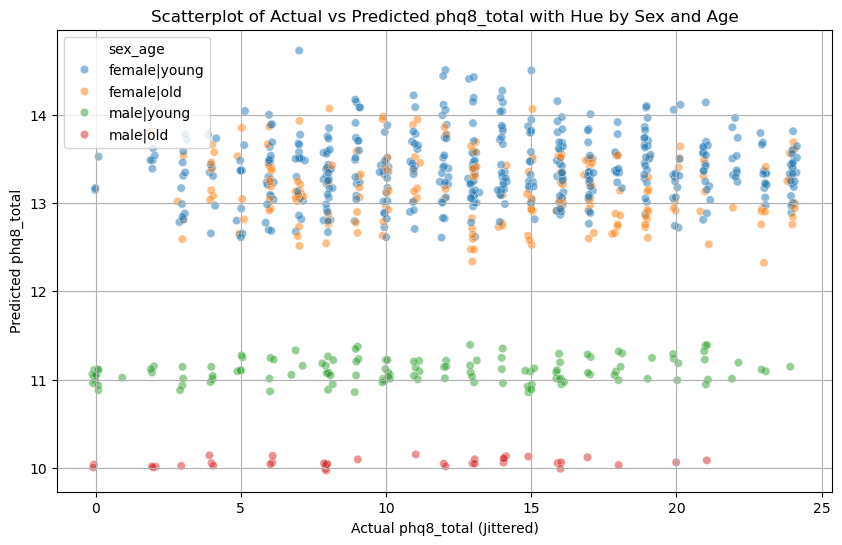 Scatterplot of Actual vs Predicted phq8_total with Hue by Sex and Age
sex_age
female|young
female|old
male|young
male|old
14
13
12
11
10
Predicted phq8_total
0 5 10 15 20 25
Actual phq8_total (Jittered)